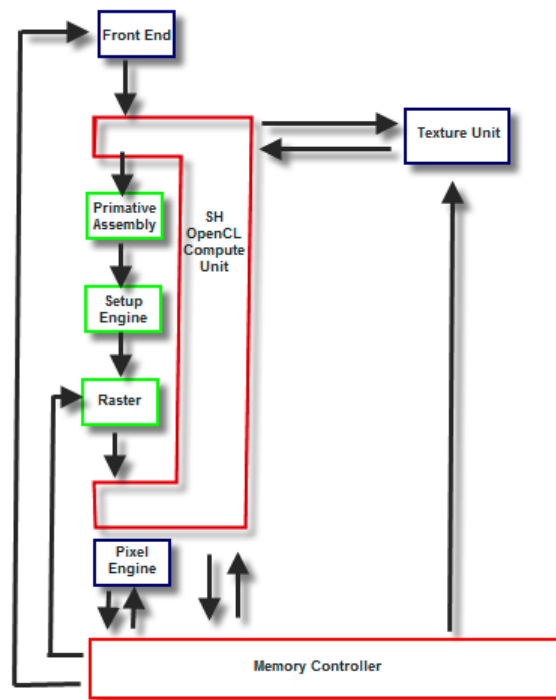 Front End
Texture Unit
Primative
Assembly
SH
OpenCL
Compute
Unit
Setup
Engine
Raster
Pixel
Engine
Memory Controller